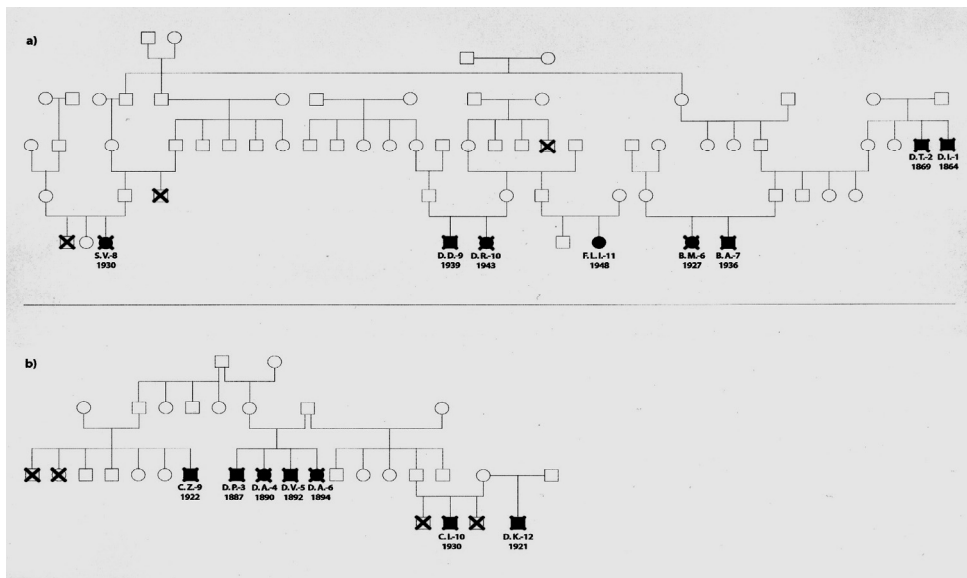 a)
D.T.-2 D.I.-1
1869 1864
S.V.-8 D.D.-9 D.R.-10 F.L.I.-11 B.M.-6 B.A.-7
1930 1939 1943 1948 1927 1936
b)
C.Z.-9 D.P.-3 D.A.-4 D.V.-5 D.A.-6
1922 1887 1890 1892 1894
C.I.-10 D.K.-12
1930 1921